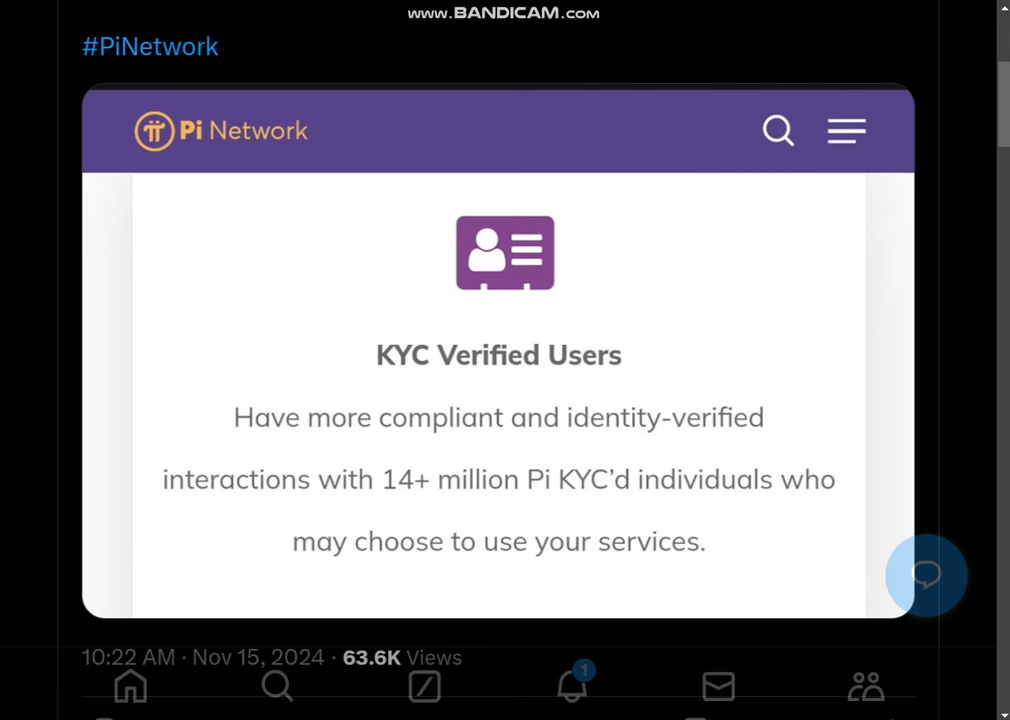 www.BANDICAM.com
#PiNetwork
Pi Network
KYC Verified Users
Have more compliant and identity-verified
interactions with 14+ million Pi KYC’d individuals who
may choose to use your services.
10:22 AM · Nov 15, 2024 · 63.6K Views
1